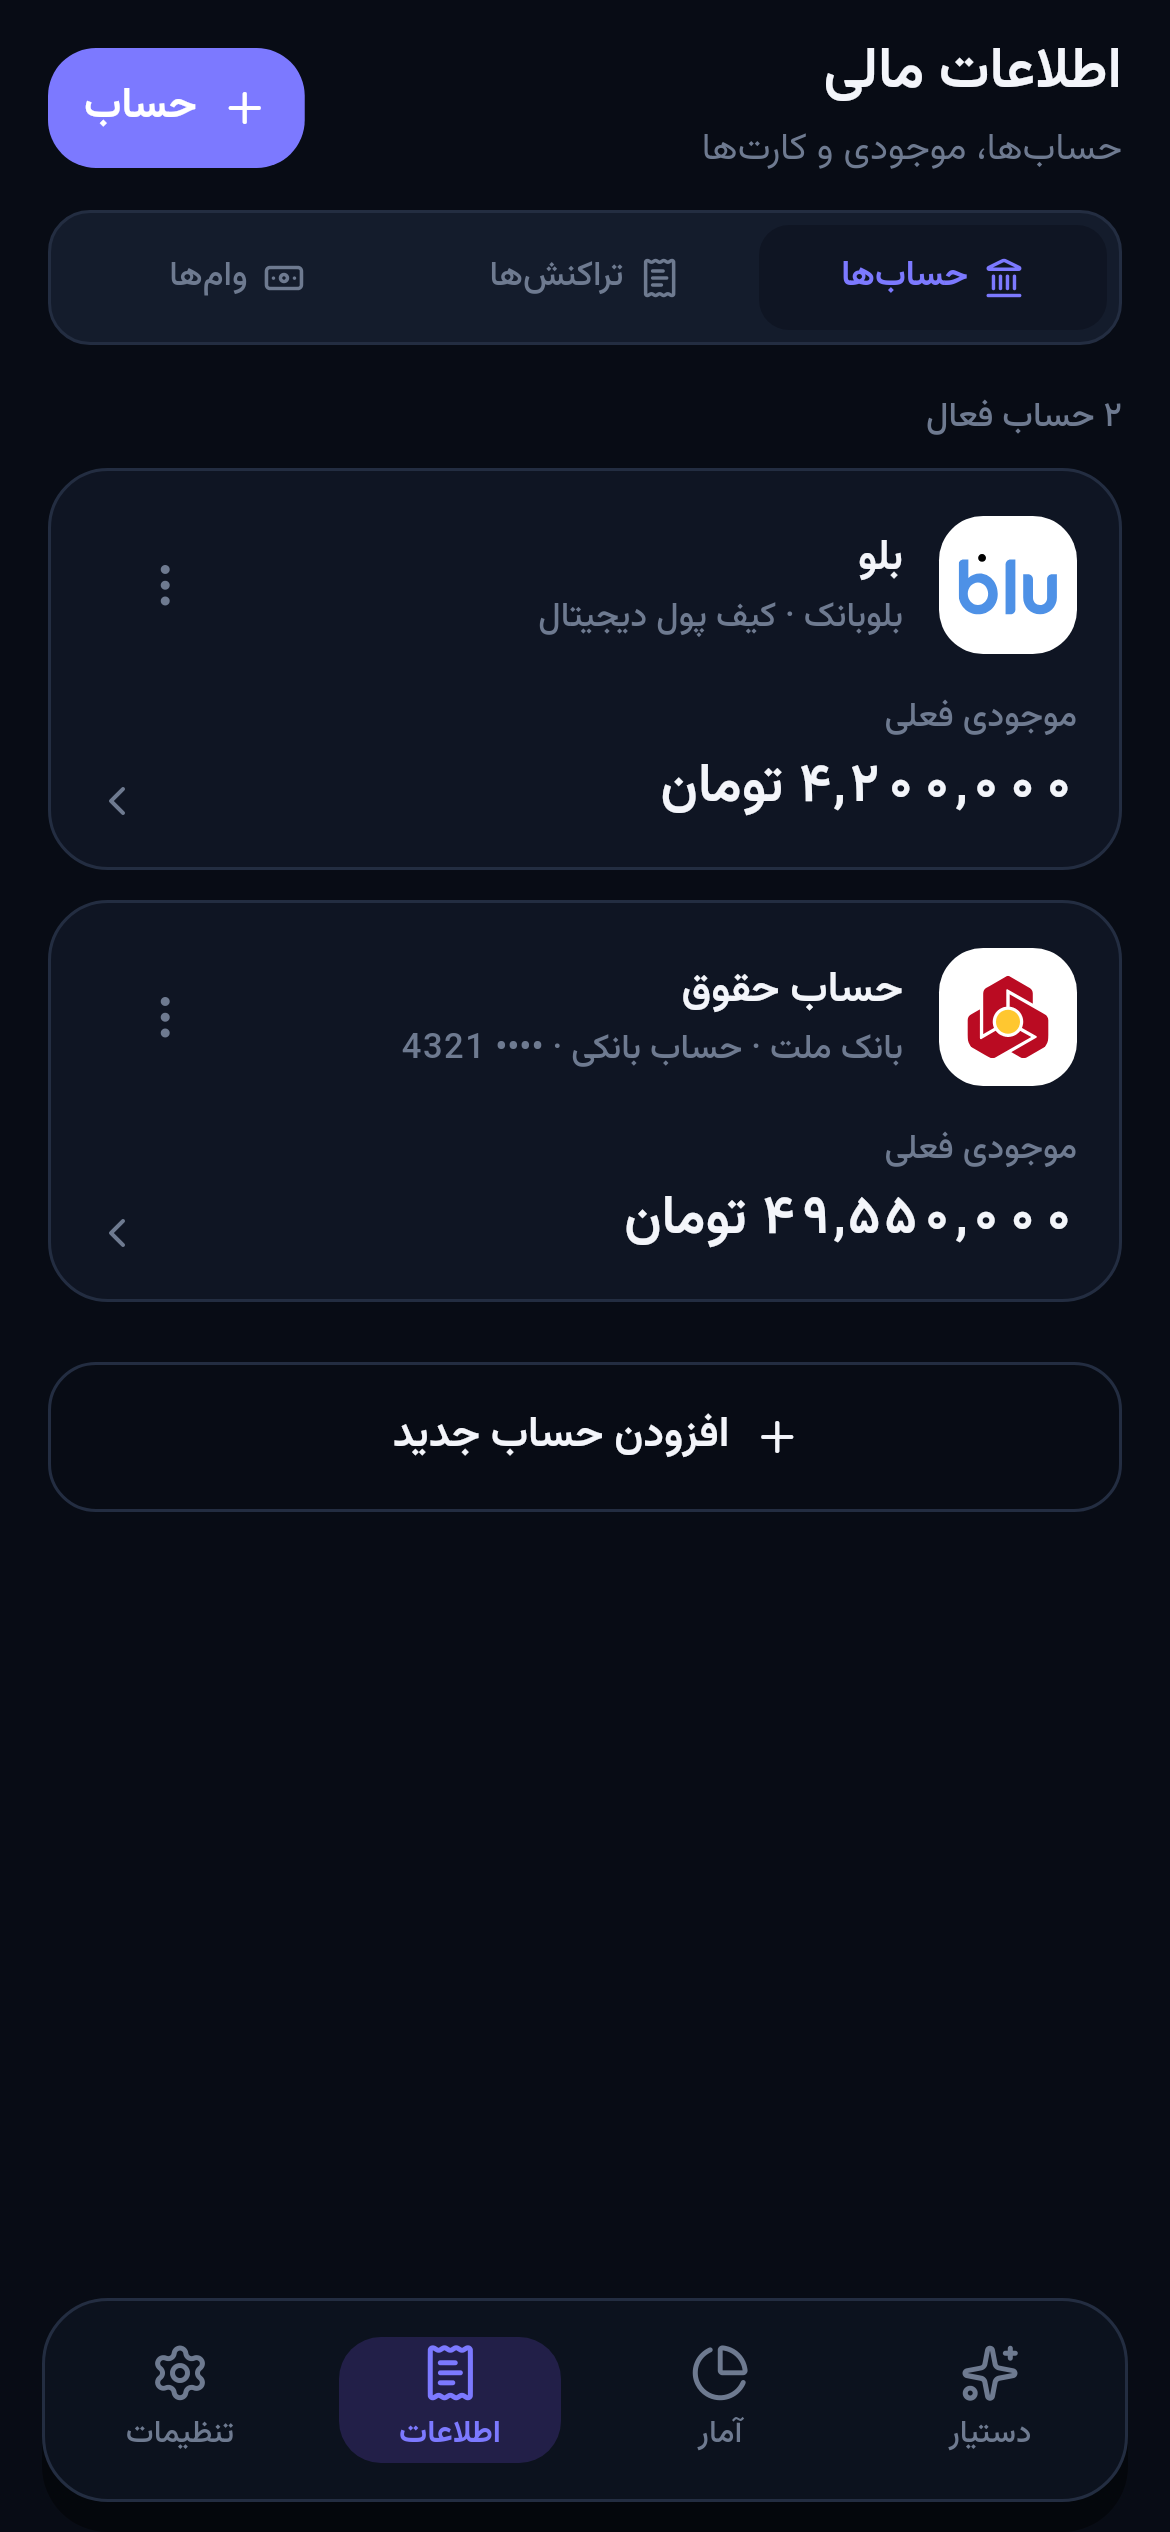 اطلاعات مالی
حساب‌ها، موجودی و کارت‌ها
حساب
حساب‌ها
تراکنش‌ها
وام‌ها
۲ حساب فعال
blu
بلو
بلوبانک · کیف پول دیجیتال
موجودی فعلی
۴,۲۰۰,۰۰۰ تومان
حساب حقوق
بانک ملت · حساب بانکی · •••• 4321
موجودی فعلی
۴۹,۵۵۰,۰۰۰ تومان
افزودن حساب جدید
دستیار
آمار
اطلاعات
تنظیمات